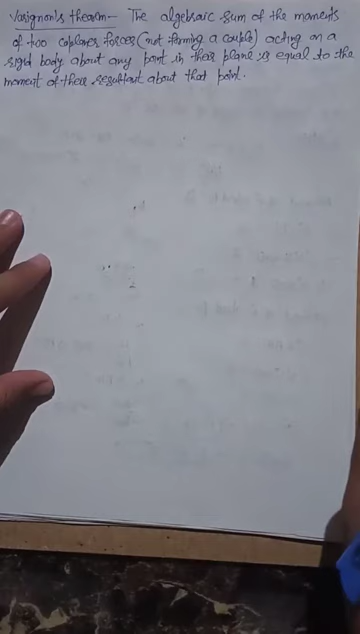 Varignon's theorem - The algebraic sum of the moments
of two coplaner forces (not forming a couple) acting on a
rigid body about any point in their plane is equal to the
moment of their resultant about that point.